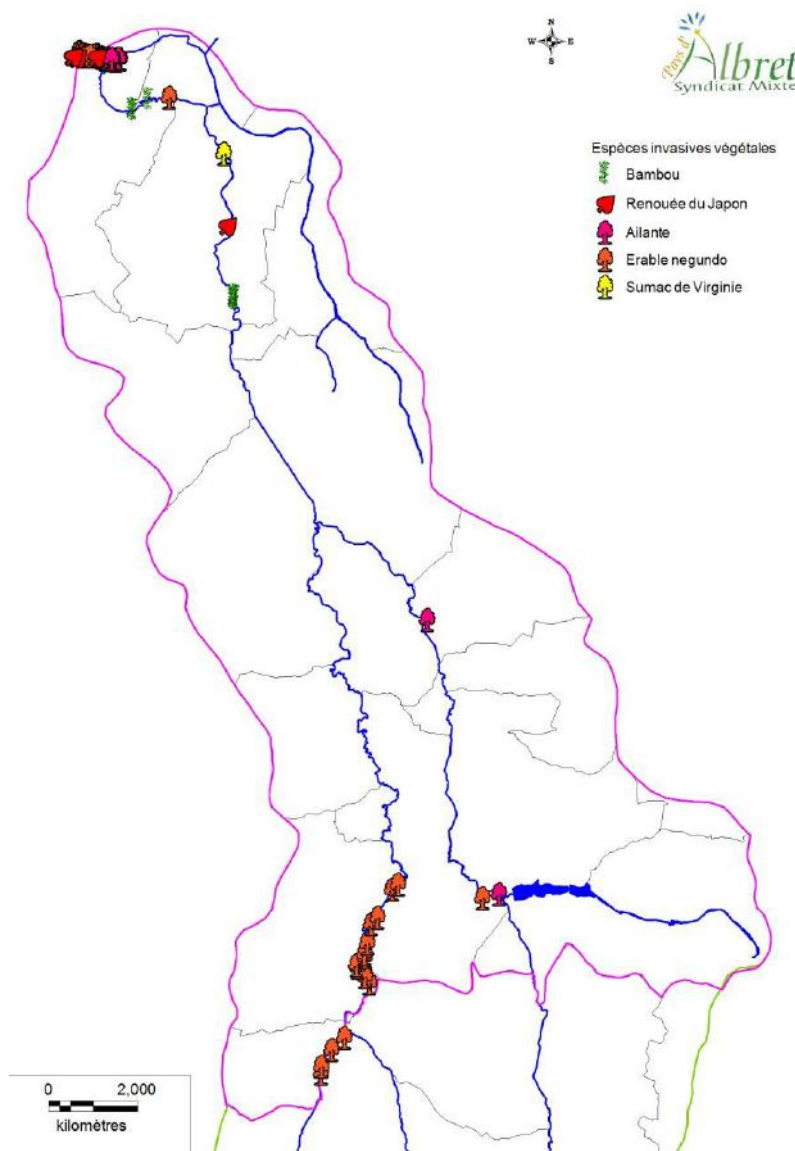 N
W E
S
Pays d'
Albret
Syndicat Mixte
Espèces invasives végétales
Bambou
Renouée du Japon
Ailante
Erable negundo
Sumac de Virginie
0 2,000
kilomètres